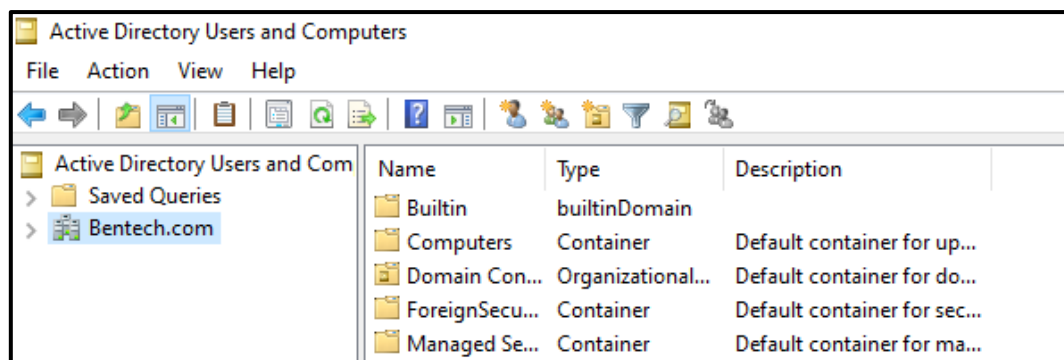 Active Directory Users and Computers
File Action View Help
Active Directory Users and Com
Saved Queries
Bentech.com
Name Type Description
Builtin builtinDomain
Computers Container Default container for up...
Domain Con... Organizational... Default container for do...
ForeignSecu... Container Default container for sec...
Managed Se... Container Default container for ma...